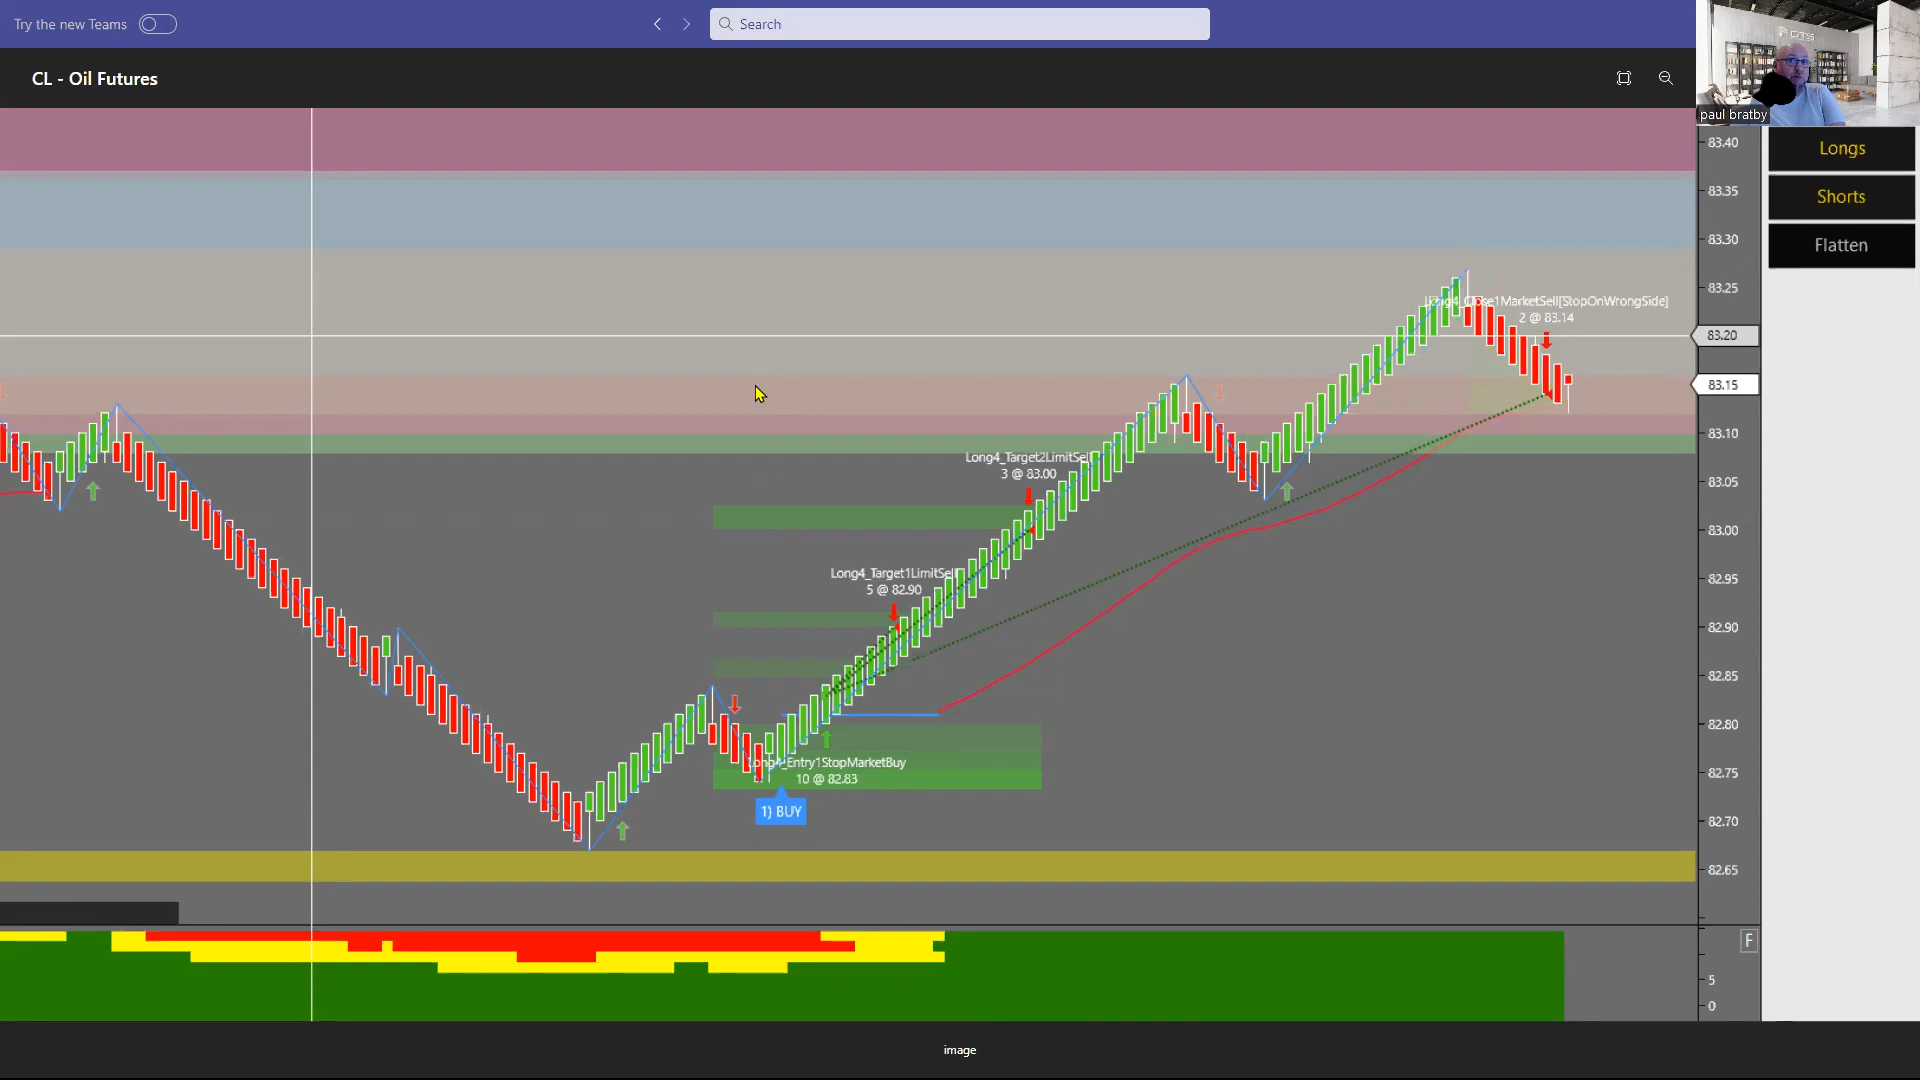 Try the new Teams
Search
CL - Oil Futures
paul bratby
Longs
Shorts
Flatten
83.40
83.35
83.30
83.25
83.20
83.15
83.10
83.05
83.00
82.95
82.90
82.85
82.80
82.75
82.70
82.65
Long4_Close1MarketSell[StopOnWrongSide]
2 @ 83.14
Long4_Target2LimitSell
3 @ 83.00
Long4_Target1LimitSell
5 @ 82.90
Long4_Entry1StopMarketBuy
10 @ 82.83
1) BUY
F
5
0
image